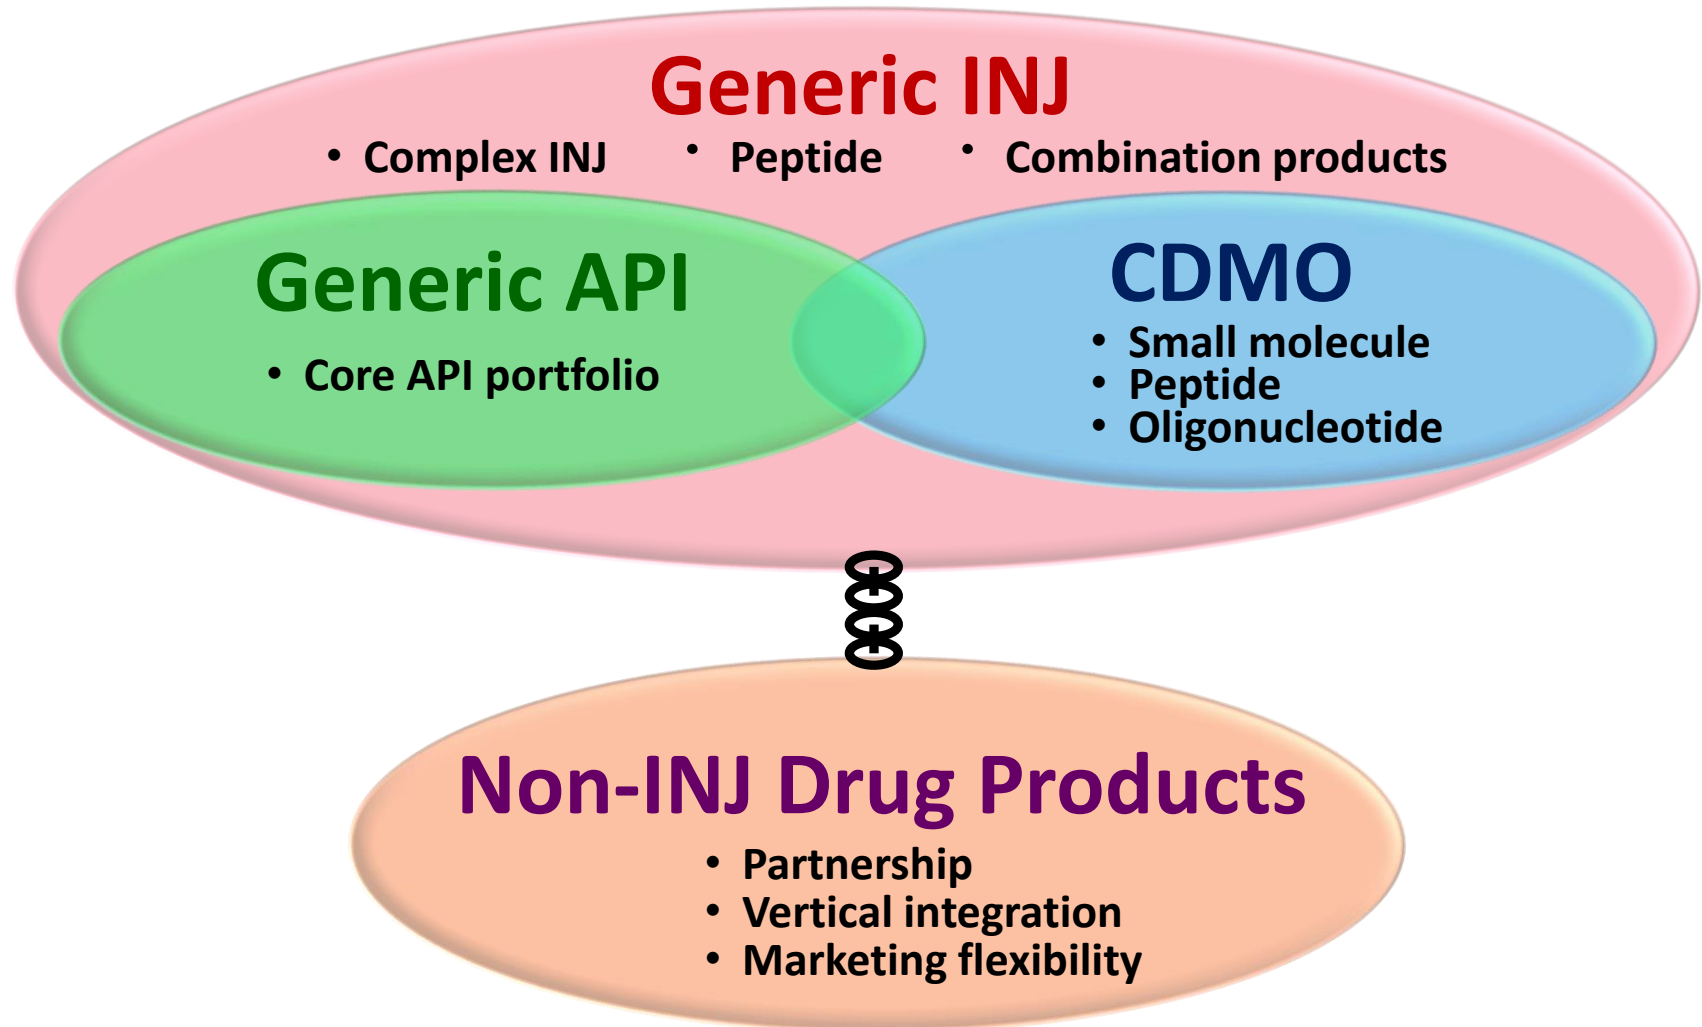 Generic INJ
• Complex INJ • Peptide • Combination products
Generic API
• Core API portfolio
CDMO
• Small molecule
• Peptide
• Oligonucleotide
Non-INJ Drug Products
• Partnership
• Vertical integration
• Marketing flexibility